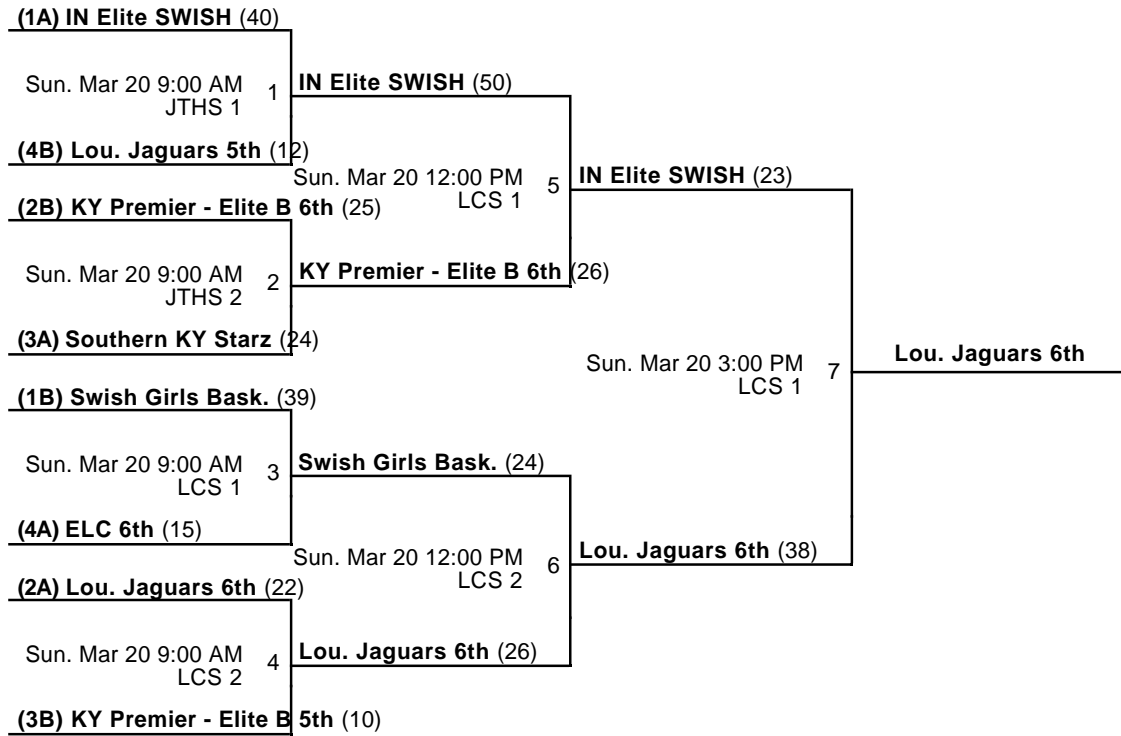 (1A) IN Elite SWISH (40)
Sun. Mar 20 9:00 AM
JTHS 1
1
IN Elite SWISH (50)
(4B) Lou. Jaguars 5th (12)
Sun. Mar 20 12:00 PM
LCS 1
5
IN Elite SWISH (23)
(2B) KY Premier - Elite B 6th (25)
Sun. Mar 20 9:00 AM
JTHS 2
2
KY Premier - Elite B 6th (26)
(3A) Southern KY Starz (24)
Sun. Mar 20 3:00 PM
LCS 1
7
Lou. Jaguars 6th
(1B) Swish Girls Bask. (39)
Sun. Mar 20 9:00 AM
LCS 1
3
Swish Girls Bask. (24)
(4A) ELC 6th (15)
Sun. Mar 20 12:00 PM
LCS 2
6
Lou. Jaguars 6th (38)
(2A) Lou. Jaguars 6th (22)
Sun. Mar 20 9:00 AM
LCS 2
4
Lou. Jaguars 6th (26)
(3B) KY Premier - Elite B 5th (10)